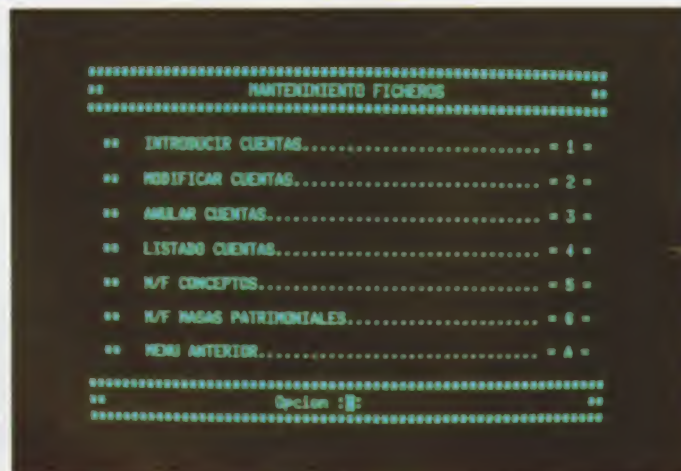 ** MANTENIMIENTO FICHEROS **
** INTRODUCIR CUENTAS............................ = 1 =
** MODIFICAR CUENTAS............................. = 2 =
** ANULAR CUENTAS................................ = 3 =
** LISTADO CUENTAS............................... = 4 =
** M/F CONCEPTOS................................. = 5 =
** M/F MASAS PATRIMONIALES....................... = 6 =
** MENU ANTERIOR................................. = A =
** Opcion : : **